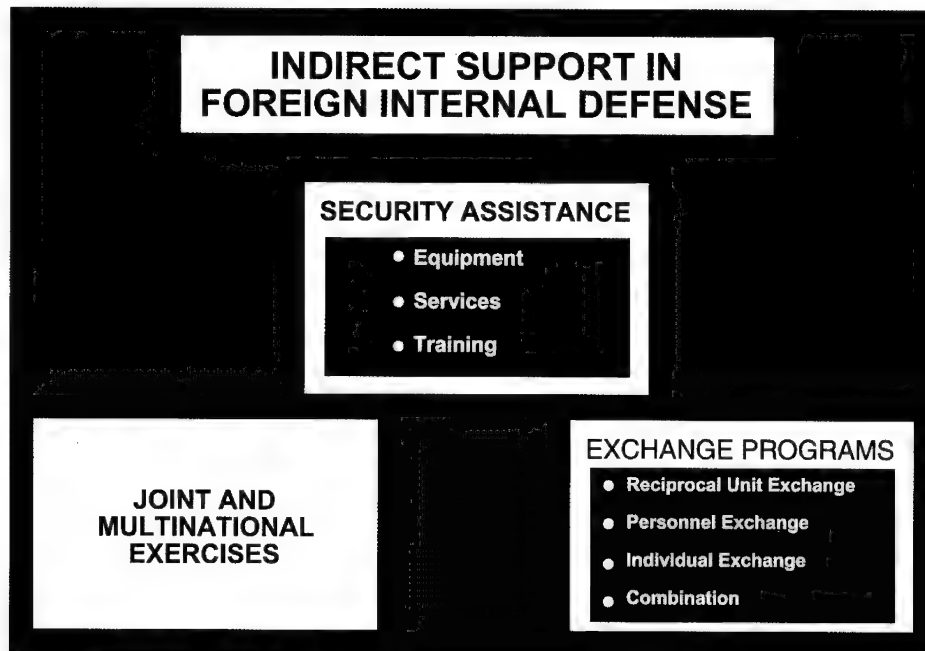 INDIRECT SUPPORT IN
FOREIGN INTERNAL DEFENSE
SECURITY ASSISTANCE
● Equipment
● Services
● Training
JOINT AND
MULTINATIONAL
EXERCISES
EXCHANGE PROGRAMS
● Reciprocal Unit Exchange
● Personnel Exchange
● Individual Exchange
● Combination